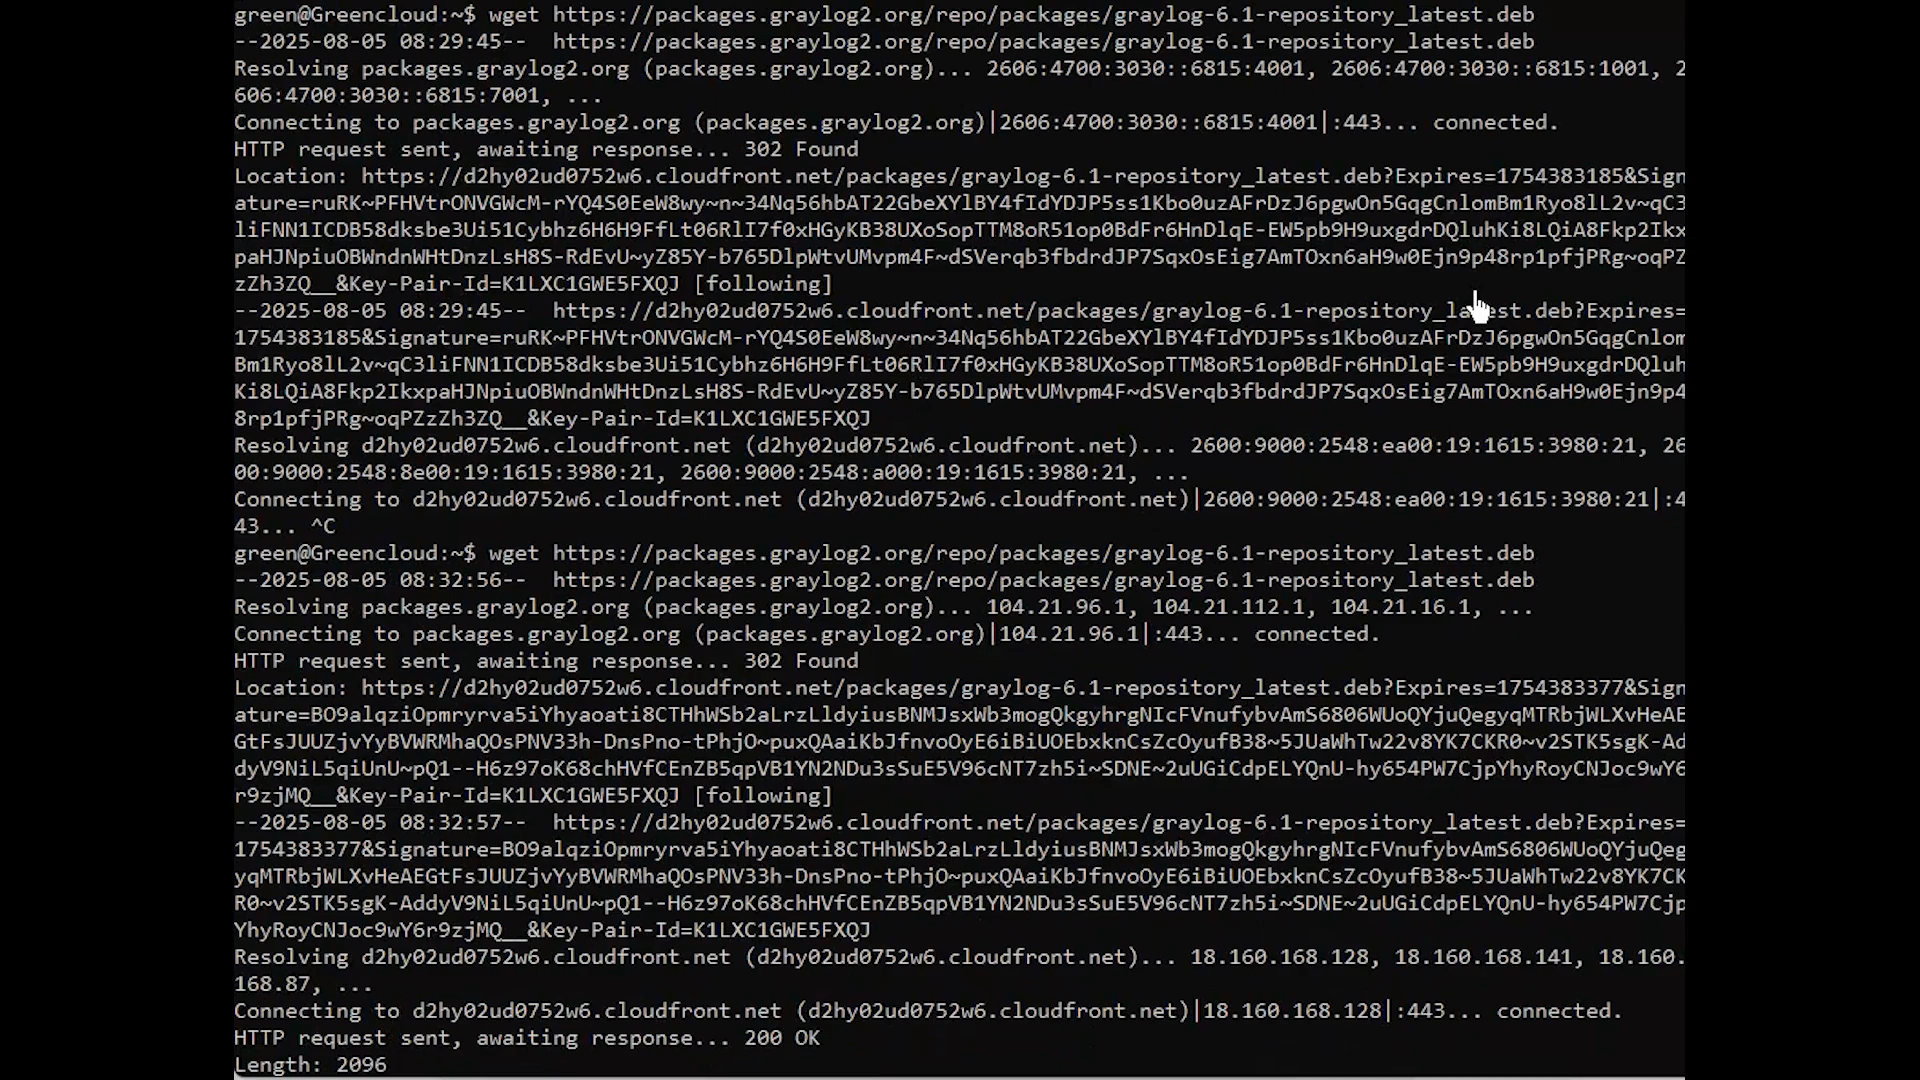 green@Greencloud:~$ wget https://packages.graylog2.org/repo/packages/graylog-6.1-repository_latest.deb
--2025-08-05 08:29:45--  https://packages.graylog2.org/repo/packages/graylog-6.1-repository_latest.deb
Resolving packages.graylog2.org (packages.graylog2.org)... 2606:4700:3030::6815:4001, 2606:4700:3030::6815:1001, 2
606:4700:3030::6815:7001, ...
Connecting to packages.graylog2.org (packages.graylog2.org)|2606:4700:3030::6815:4001|:443... connected.
HTTP request sent, awaiting response... 302 Found
Location: https://d2hy02ud0752w6.cloudfront.net/packages/graylog-6.1-repository_latest.deb?Expires=1754383185&Sign
ature=ruRK~PFHVtrONVGWcM-rYQ4S0EeW8wy~n~34Nq56hbAT22GbeXYlBY4fIdYDJP5ss1Kbo0uzAFrDzJ6pgwOn5GqgCnlomBm1Ryo8lL2v~qC3
liFNN1ICDB58dksbe3Ui51Cybhz6H6H9FfLt06RlI7f0xHGyKB38UXoSopTTM8oR51op0BdFr6HnDlqE-EW5pb9H9uxgdrDQluhKi8LQiA8Fkp2Ikx
paHJNpiuOBWndnWHtDnzLsH8S-RdEvU~yZ85Y-b765DlpWtvUMvpm4F~dSVerqb3fbdrdJP7SqxOsEig7AmTOxn6aH9w0Ejn9p48rp1pfjPRg~oqPZ
zZh3ZQ__&Key-Pair-Id=K1LXC1GWE5FXQJ [following]
--2025-08-05 08:29:45--  https://d2hy02ud0752w6.cloudfront.net/packages/graylog-6.1-repository_latest.deb?Expires=
1754383185&Signature=ruRK~PFHVtrONVGWcM-rYQ4S0EeW8wy~n~34Nq56hbAT22GbeXYlBY4fIdYDJP5ss1Kbo0uzAFrDzJ6pgwOn5GqgCnlom
Bm1Ryo8lL2v~qC3liFNN1ICDB58dksbe3Ui51Cybhz6H6H9FfLt06RlI7f0xHGyKB38UXoSopTTM8oR51op0BdFr6HnDlqE-EW5pb9H9uxgdrDQluh
Ki8LQiA8Fkp2IkxpaHJNpiuOBWndnWHtDnzLsH8S-RdEvU~yZ85Y-b765DlpWtvUMvpm4F~dSVerqb3fbdrdJP7SqxOsEig7AmTOxn6aH9w0Ejn9p4
8rp1pfjPRg~oqPZzZh3ZQ__&Key-Pair-Id=K1LXC1GWE5FXQJ
Resolving d2hy02ud0752w6.cloudfront.net (d2hy02ud0752w6.cloudfront.net)... 2600:9000:2548:ea00:19:1615:3980:21, 26
00:9000:2548:8e00:19:1615:3980:21, 2600:9000:2548:a000:19:1615:3980:21, ...
Connecting to d2hy02ud0752w6.cloudfront.net (d2hy02ud0752w6.cloudfront.net)|2600:9000:2548:ea00:19:1615:3980:21|:4
43... ^C
green@Greencloud:~$ wget https://packages.graylog2.org/repo/packages/graylog-6.1-repository_latest.deb
--2025-08-05 08:32:56--  https://packages.graylog2.org/repo/packages/graylog-6.1-repository_latest.deb
Resolving packages.graylog2.org (packages.graylog2.org)... 104.21.96.1, 104.21.112.1, 104.21.16.1, ...
Connecting to packages.graylog2.org (packages.graylog2.org)|104.21.96.1|:443... connected.
HTTP request sent, awaiting response... 302 Found
Location: https://d2hy02ud0752w6.cloudfront.net/packages/graylog-6.1-repository_latest.deb?Expires=1754383377&Sign
ature=BO9alqziOpmryrva5iYhyaoati8CTHhWSb2aLrzLldyiusBNMJsxWb3mogQkgyhrgNIcFVnufybvAmS6806WUoQYjuQegyqMTRbjWLXvHeAE
GtFsJUUZjvYyBVWRMhaQOsPNV33h-DnsPno-tPhjO~puxQAaiKbJfnvoOyE6iBiUOEbxknCsZcOyufB38~5JUaWhTw22v8YK7CKR0~v2STK5sgK-Ad
dyV9NiL5qiUnU~pQ1--H6z97oK68chHVfCEnZB5qpVB1YN2NDu3sSuE5V96cNT7zh5i~SDNE~2uUGiCdpELYQnU-hy654PW7CjpYhyRoyCNJoc9wY6
r9zjMQ__&Key-Pair-Id=K1LXC1GWE5FXQJ [following]
--2025-08-05 08:32:57--  https://d2hy02ud0752w6.cloudfront.net/packages/graylog-6.1-repository_latest.deb?Expires=
1754383377&Signature=BO9alqziOpmryrva5iYhyaoati8CTHhWSb2aLrzLldyiusBNMJsxWb3mogQkgyhrgNIcFVnufybvAmS6806WUoQYjuQeg
yqMTRbjWLXvHeAEGtFsJUUZjvYyBVWRMhaQOsPNV33h-DnsPno-tPhjO~puxQAaiKbJfnvoOyE6iBiUOEbxknCsZcOyufB38~5JUaWhTw22v8YK7CK
R0~v2STK5sgK-AddyV9NiL5qiUnU~pQ1--H6z97oK68chHVfCEnZB5qpVB1YN2NDu3sSuE5V96cNT7zh5i~SDNE~2uUGiCdpELYQnU-hy654PW7Cjp
YhyRoyCNJoc9wY6r9zjMQ__&Key-Pair-Id=K1LXC1GWE5FXQJ
Resolving d2hy02ud0752w6.cloudfront.net (d2hy02ud0752w6.cloudfront.net)... 18.160.168.128, 18.160.168.141, 18.160.
168.87, ...
Connecting to d2hy02ud0752w6.cloudfront.net (d2hy02ud0752w6.cloudfront.net)|18.160.168.128|:443... connected.
HTTP request sent, awaiting response... 200 OK
Length: 2096